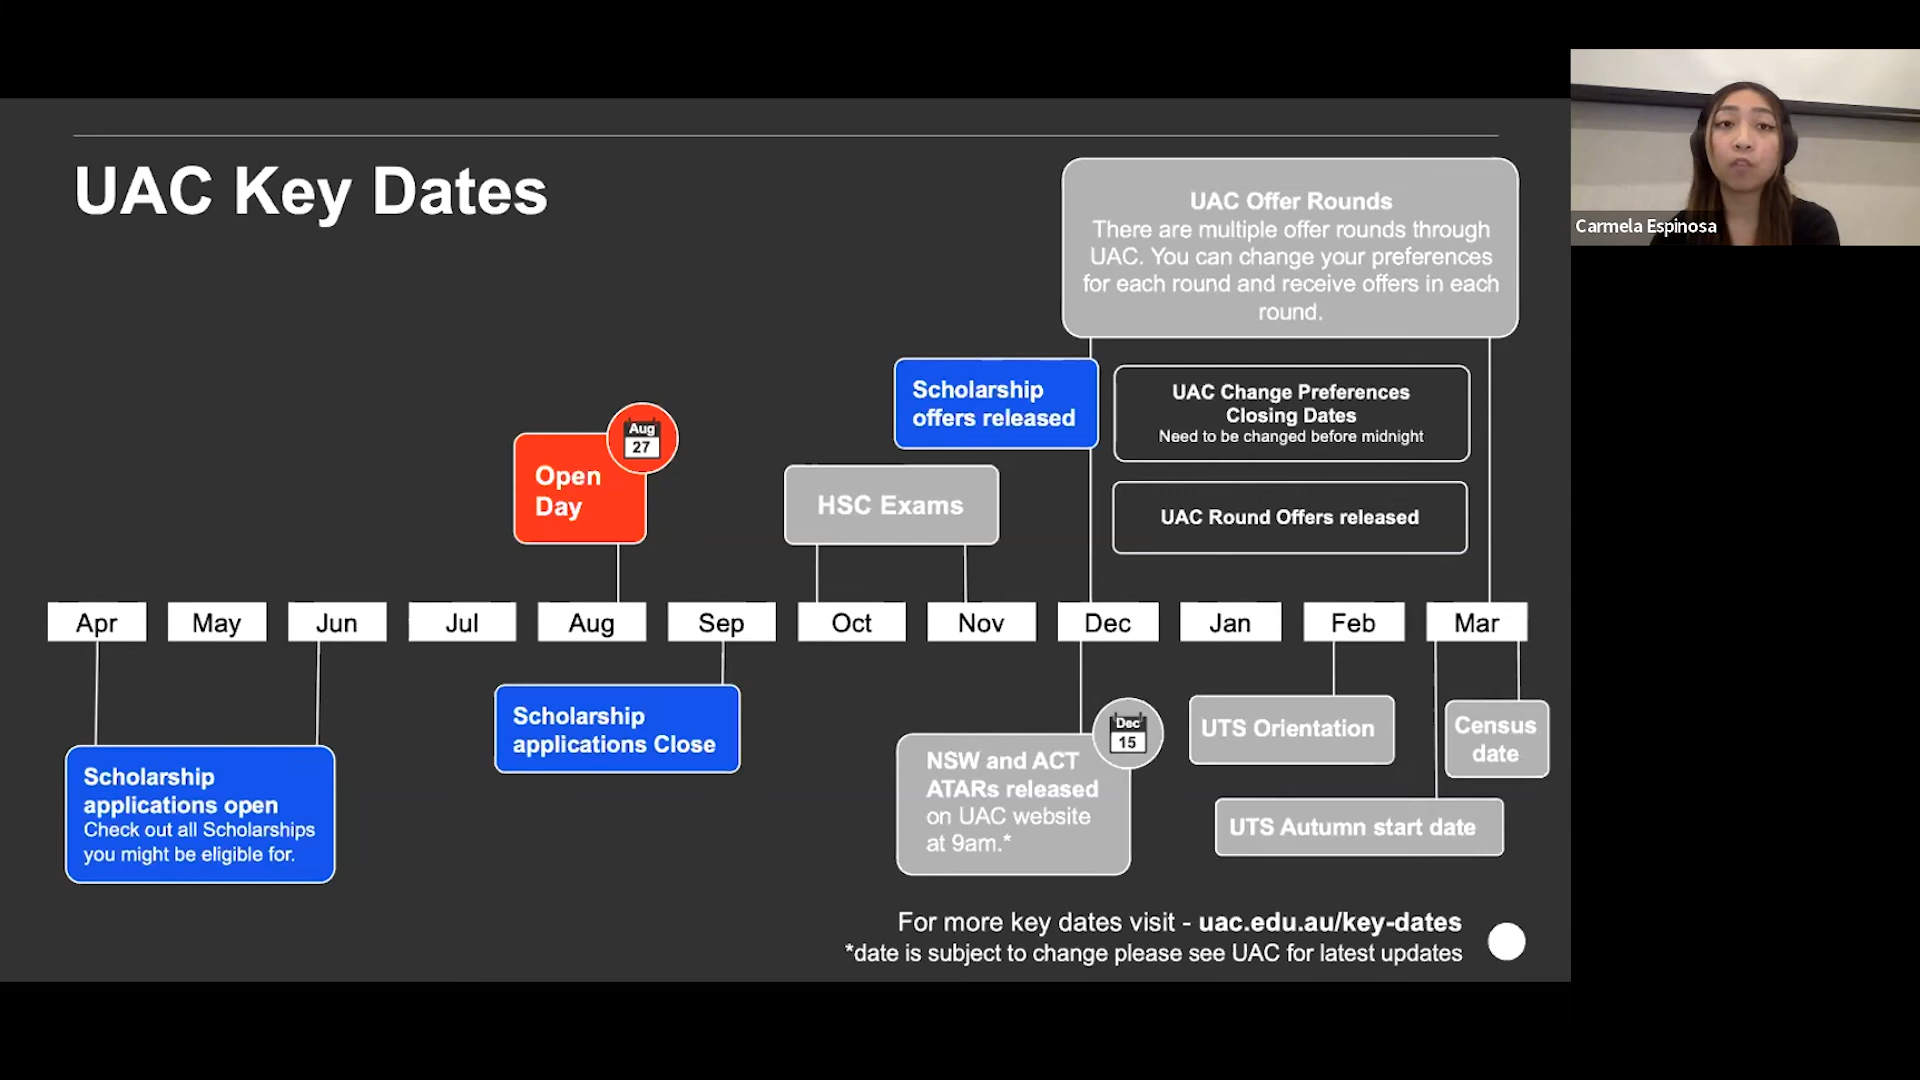 UAC Key Dates
UAC Offer Rounds
There are multiple offer rounds through
UAC. You can change your preferences
for each round and receive offers in each
round.
Carmela Espinosa
Scholarship
offers released
UAC Change Preferences
Closing Dates
Need to be changed before midnight
Aug
27
Open
Day
HSC Exams
UAC Round Offers released
Apr
May
Jun
Jul
Aug
Sep
Oct
Nov
Dec
Jan
Feb
Mar
Scholarship
applications open
Check out all Scholarships
you might be eligible for.
Scholarship
applications Close
Dec
15
NSW and ACT
ATARs released
on UAC website
at 9am.*
UTS Orientation
Census
date
UTS Autumn start date
For more key dates visit - uac.edu.au/key-dates
*date is subject to change please see UAC for latest updates